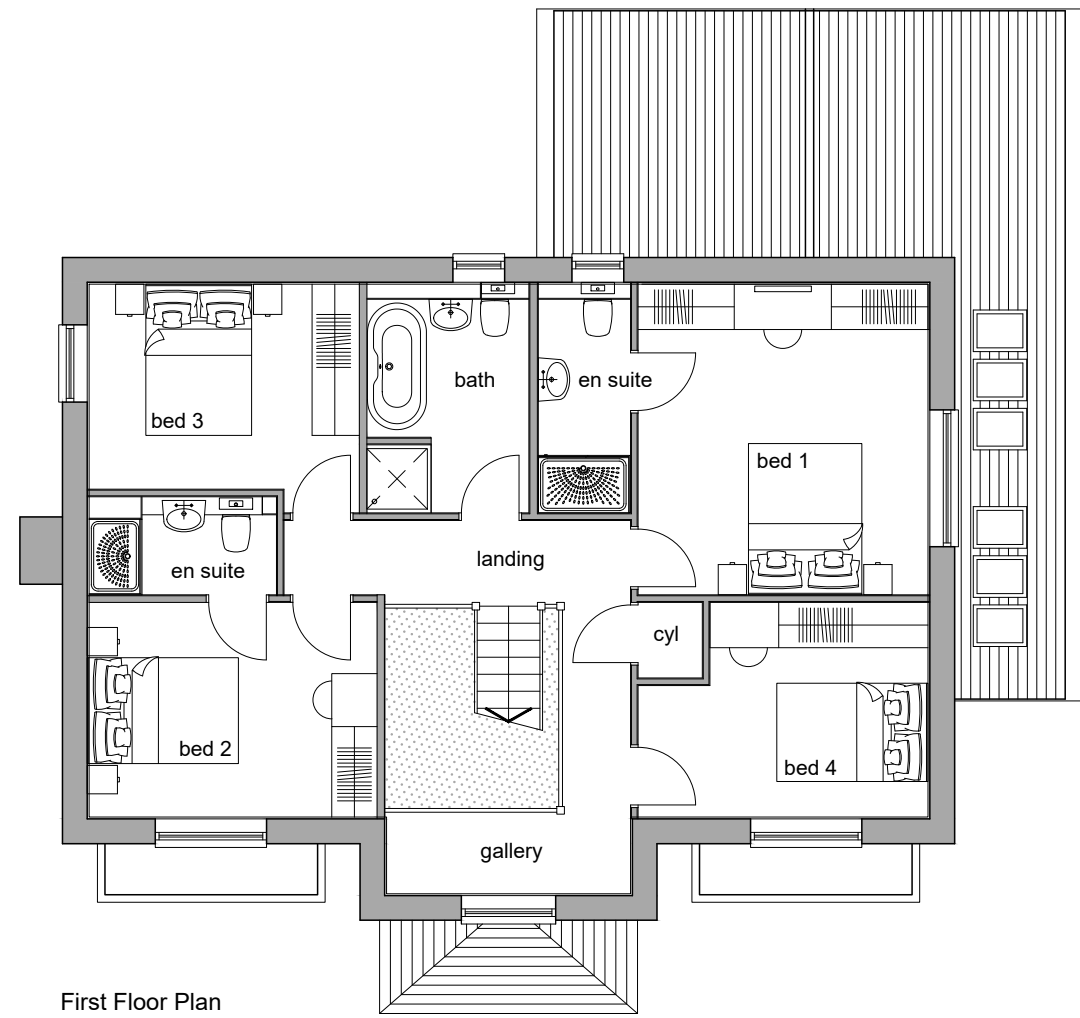 bath
en suite
bed 3
bed 1
landing
en suite
cyl
bed 2
bed 4
gallery
First Floor Plan